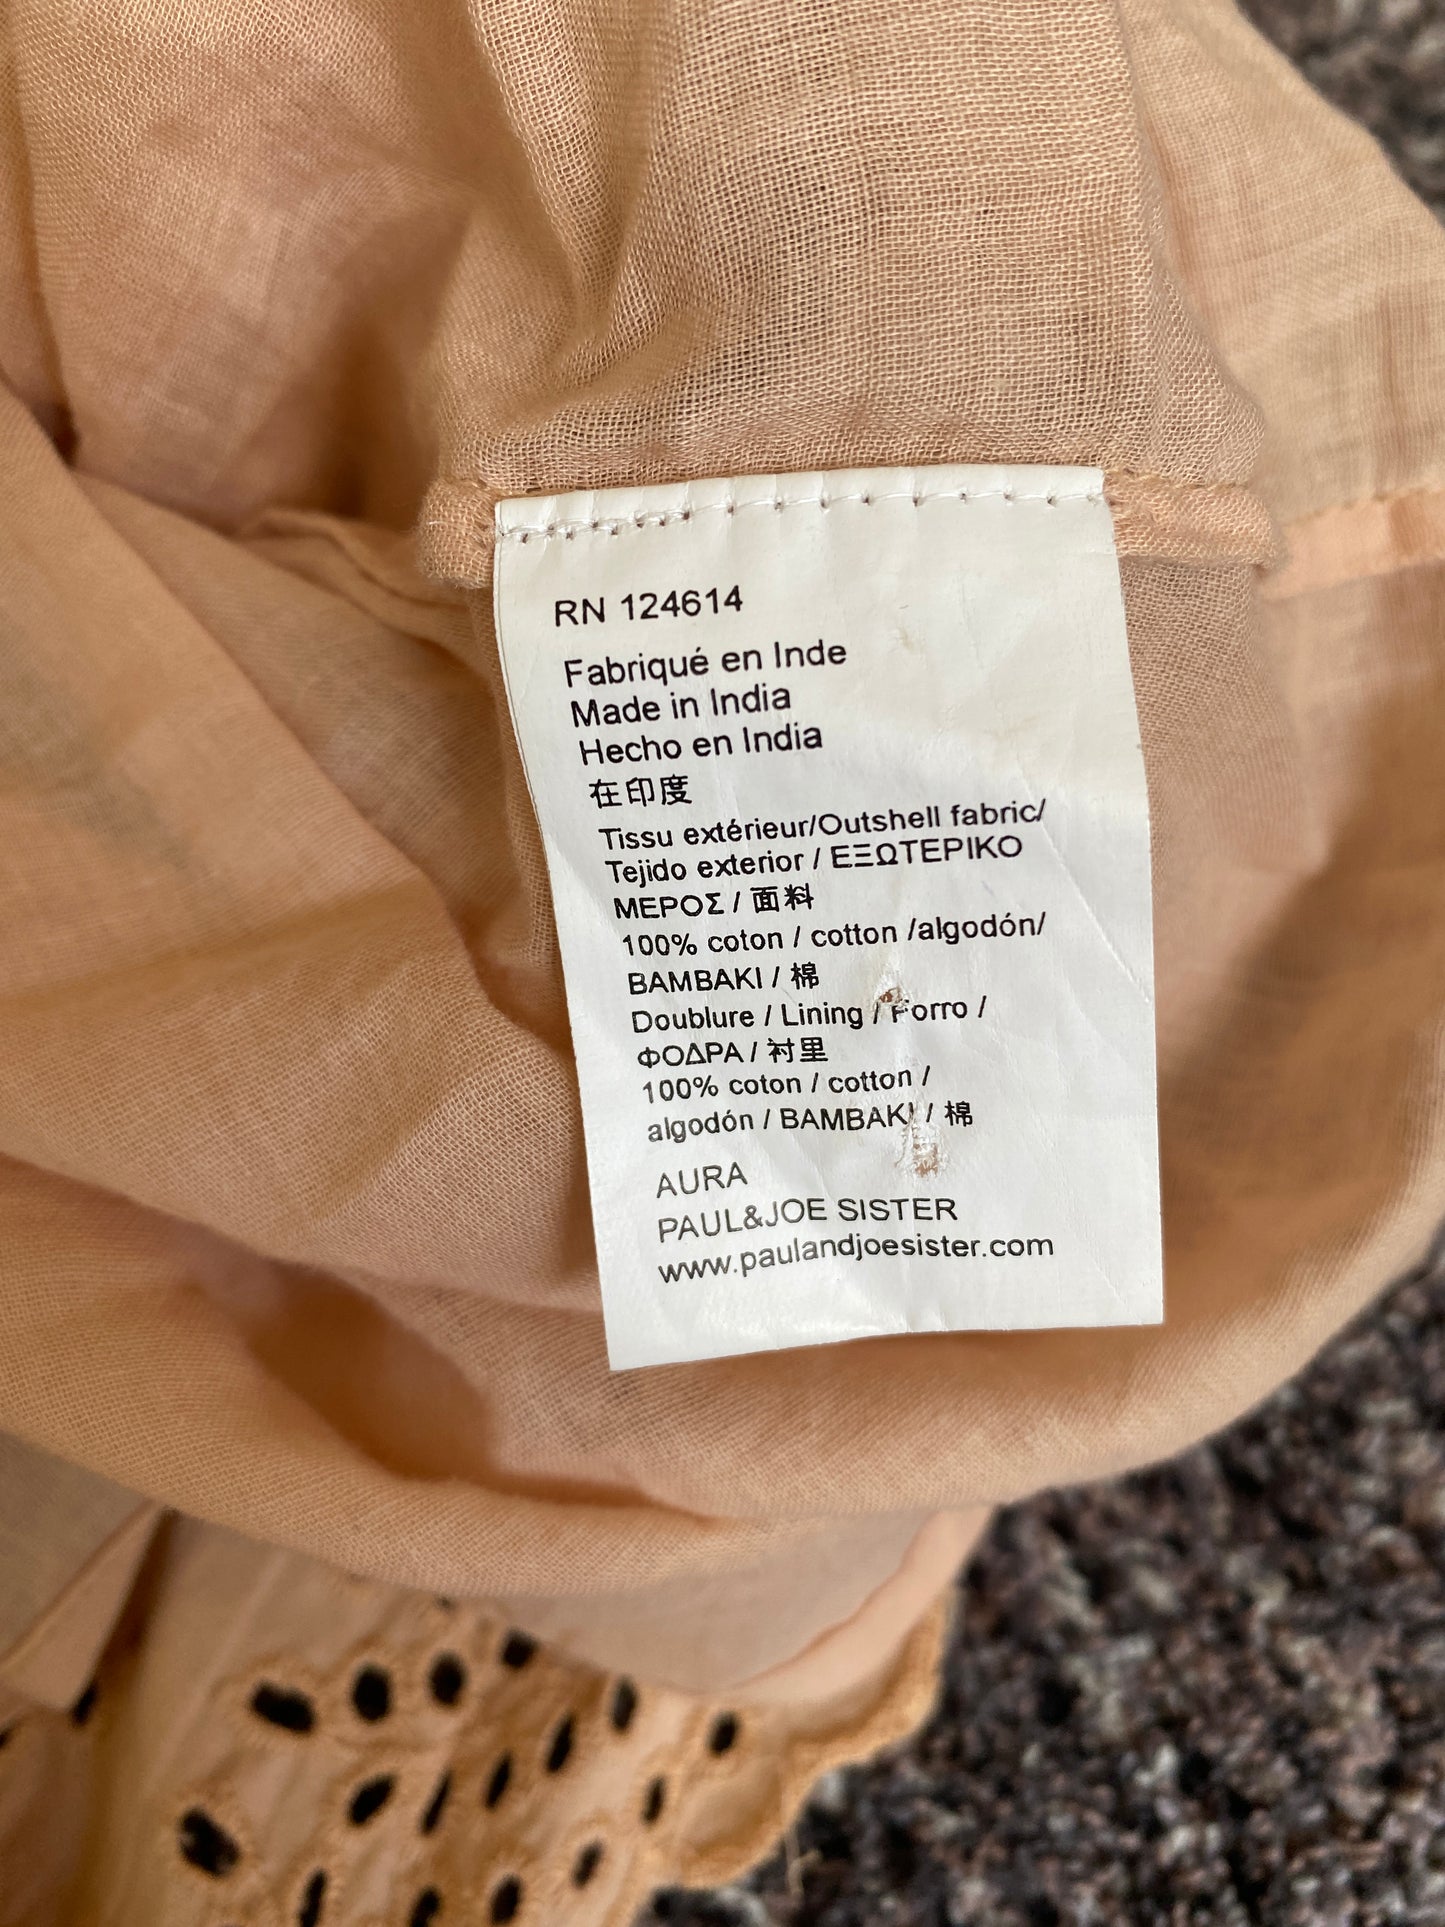 RN 124614
Fabriqué en Inde
Made in India
Hecho en India
在印度
Tissu extérieur/Outshell fabric/
Tejido exterior / ΕΞΩΤΕΡΙΚΟ
ΜΕΡΟΣ / 面料
100% coton / cotton /algodón/
BAMBAKI / 棉
Doublure / Lining / Forro /
ΦΟΔΡΑ / 衬里
100% coton / cotton /
algodón / BAMBAKI / 棉
AURA
PAUL&JOE SISTER
www.paulandjoesister.com